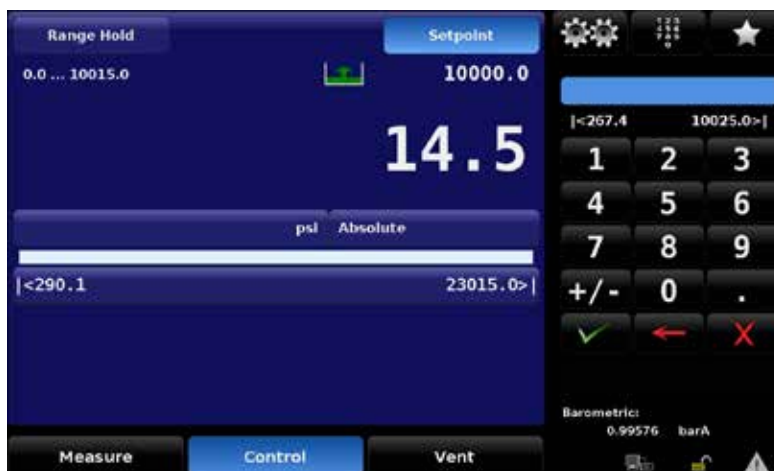 Range Hold
Setpoint
0.0 ... 10015.0
10000.0
14.5
psi Absolute
|<290.1
23015.0>|
Measure
Control
Vent
|<267.4
10025.0>|
1 2 3
4 5 6
7 8 9
+/- 0 .
Barometric:
0.99576 barA